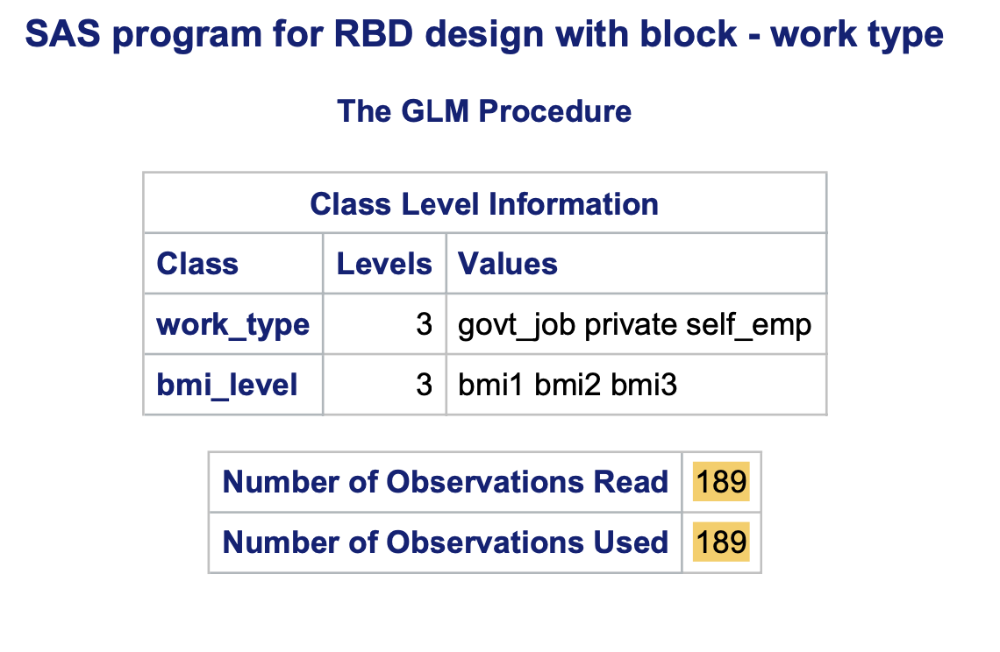 SAS program for RBD design with block - work type
The GLM Procedure
Class Level Information
Class Levels Values
work_type 3 govt_job private self_emp
bmi_level 3 bmi1 bmi2 bmi3
Number of Observations Read 189
Number of Observations Used 189